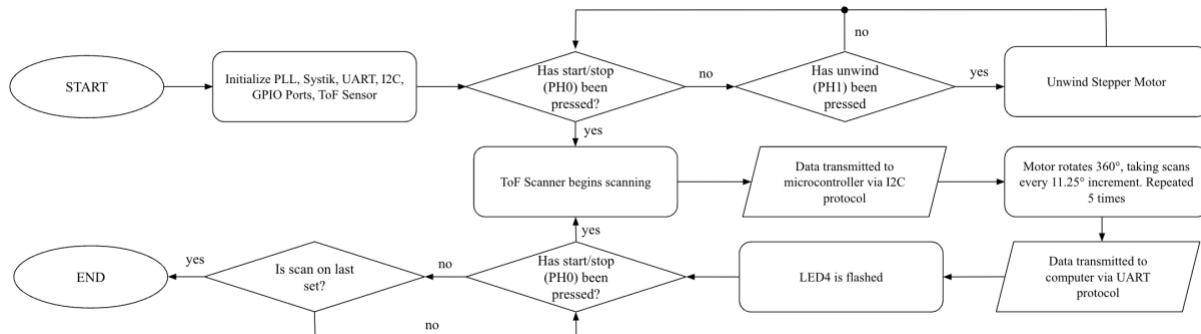 START
Initialize PLL, Systik, UART, I2C,
GPIO Ports, ToF Sensor
Has start/stop
(PH0) been
pressed?
no
Has unwind
(PH1) been
pressed
no
yes
Unwind Stepper Motor
yes
ToF Scanner begins scanning
Data transmitted to
microcontroller via I2C
protocol
Motor rotates 360°, taking scans
every 11.25° increment. Repeated
5 times
Data transmitted to
computer via UART
protocol
LED4 is flashed
Has start/stop
(PH0) been
pressed?
yes
no
Is scan on last
set?
yes
no
END